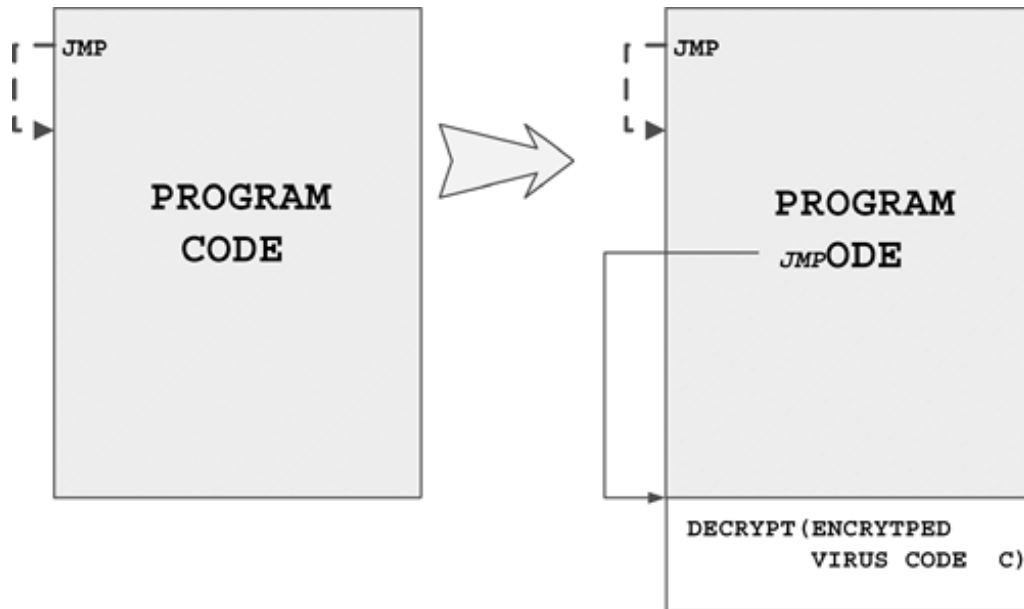 JMP
PROGRAM
CODE
JMP
PROGRAM
JMPODE
DECRYPT(ENCRYTPED
VIRUS CODE C)